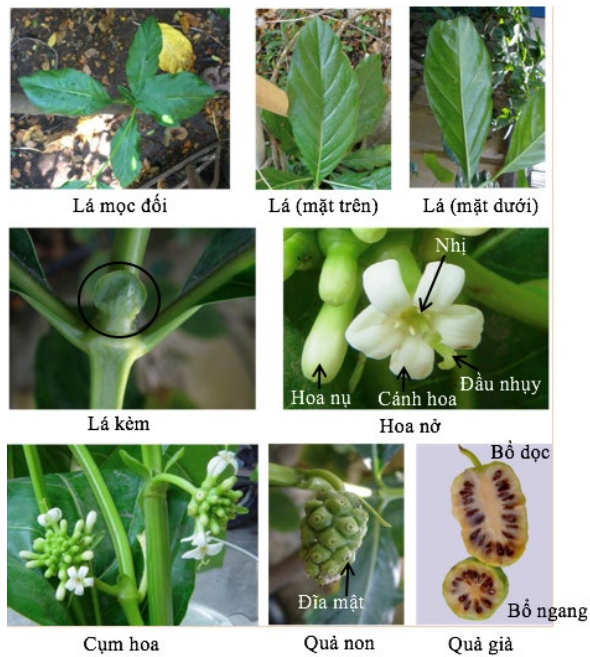 Lá mọc đối
Lá (mặt trên)
Lá (mặt dưới)
Nhị
Hoa nụ
Cánh hoa
Đầu nhụy
Lá kèm
Hoa nở
Bổ dọc
Đĩa mật
Bổ ngang
Cụm hoa
Quả non
Quả già